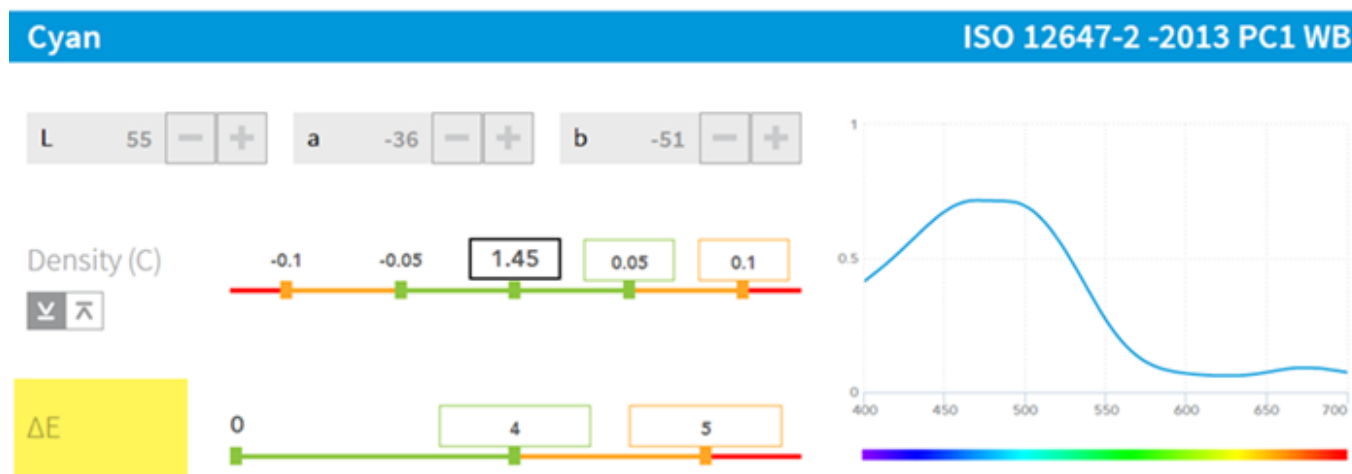 Cyan ISO 12647-2 -2013 PC1 WB
L 55 − + a -36 − + b -51 − +
Density (C) -0.1 -0.05 1.45 0.05 0.1
ΔE 0 4 5
1
0.5
0
400 450 500 550 600 650 700